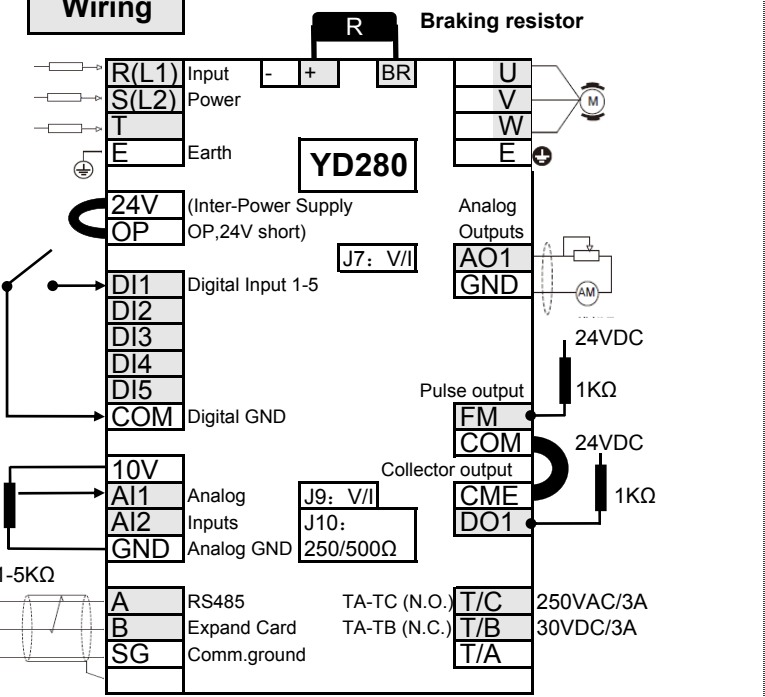 Wiring
R
Braking resistor
R(L1) Input - + BR U
S(L2) Power V
T W
M
E Earth E
YD280
24V (Inter-Power Supply
OP OP,24V short)
Analog
Outputs
J7: V/I AO1
DI1 Digital Input 1-5 GND
AM
DI2
DI3 24VDC
DI4
DI5 Pulse output 1KΩ
COM Digital GND FM
COM 24VDC
10V Collector output
AI1 Analog J9: V/I CME 1KΩ
AI2 Inputs J10: DO1
GND Analog GND 250/500Ω
1-5KΩ
A RS485 TA-TC (N.O.) T/C 250VAC/3A
B Expand Card TA-TB (N.C.) T/B 30VDC/3A
SG Comm.ground T/A